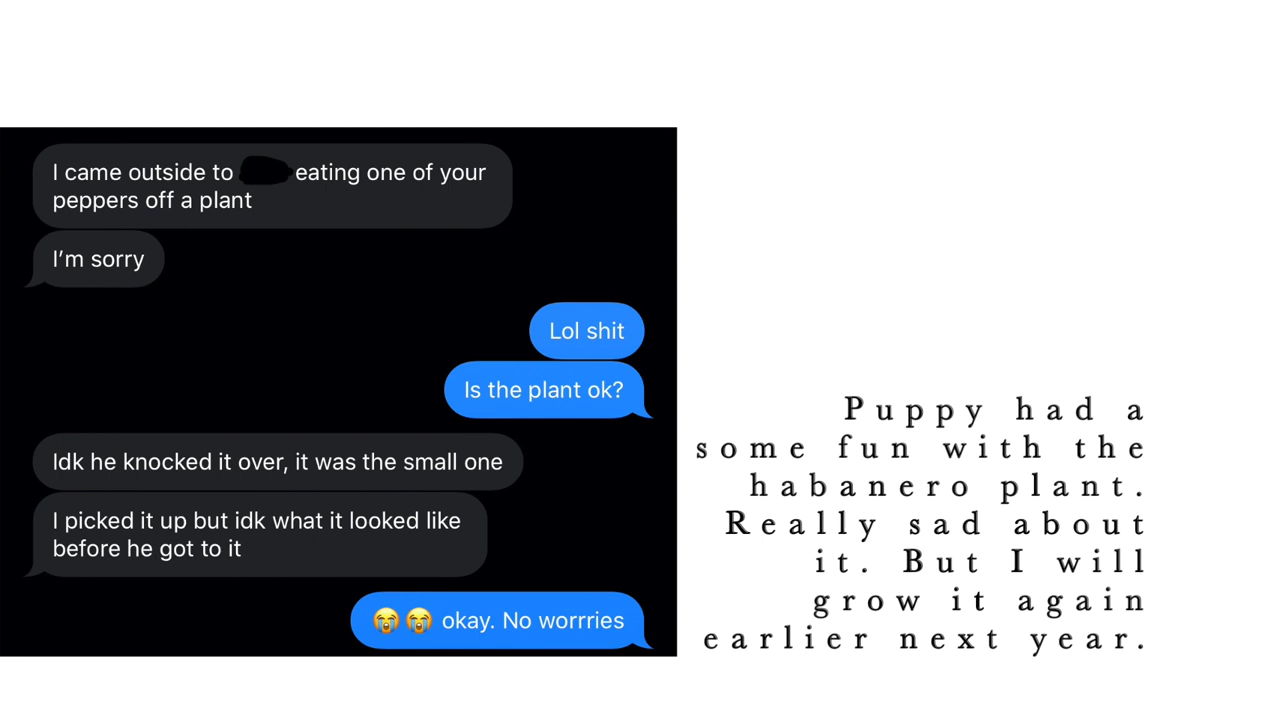 I came outside to eating one of your
peppers off a plant
I’m sorry
Lol shit
Is the plant ok?
Idk he knocked it over, it was the small one
I picked it up but idk what it looked like
before he got to it
😭😭 okay. No worrries
Puppy had a
some fun with the
habanero plant.
Really sad about
it. But I will
grow it again
earlier next year.